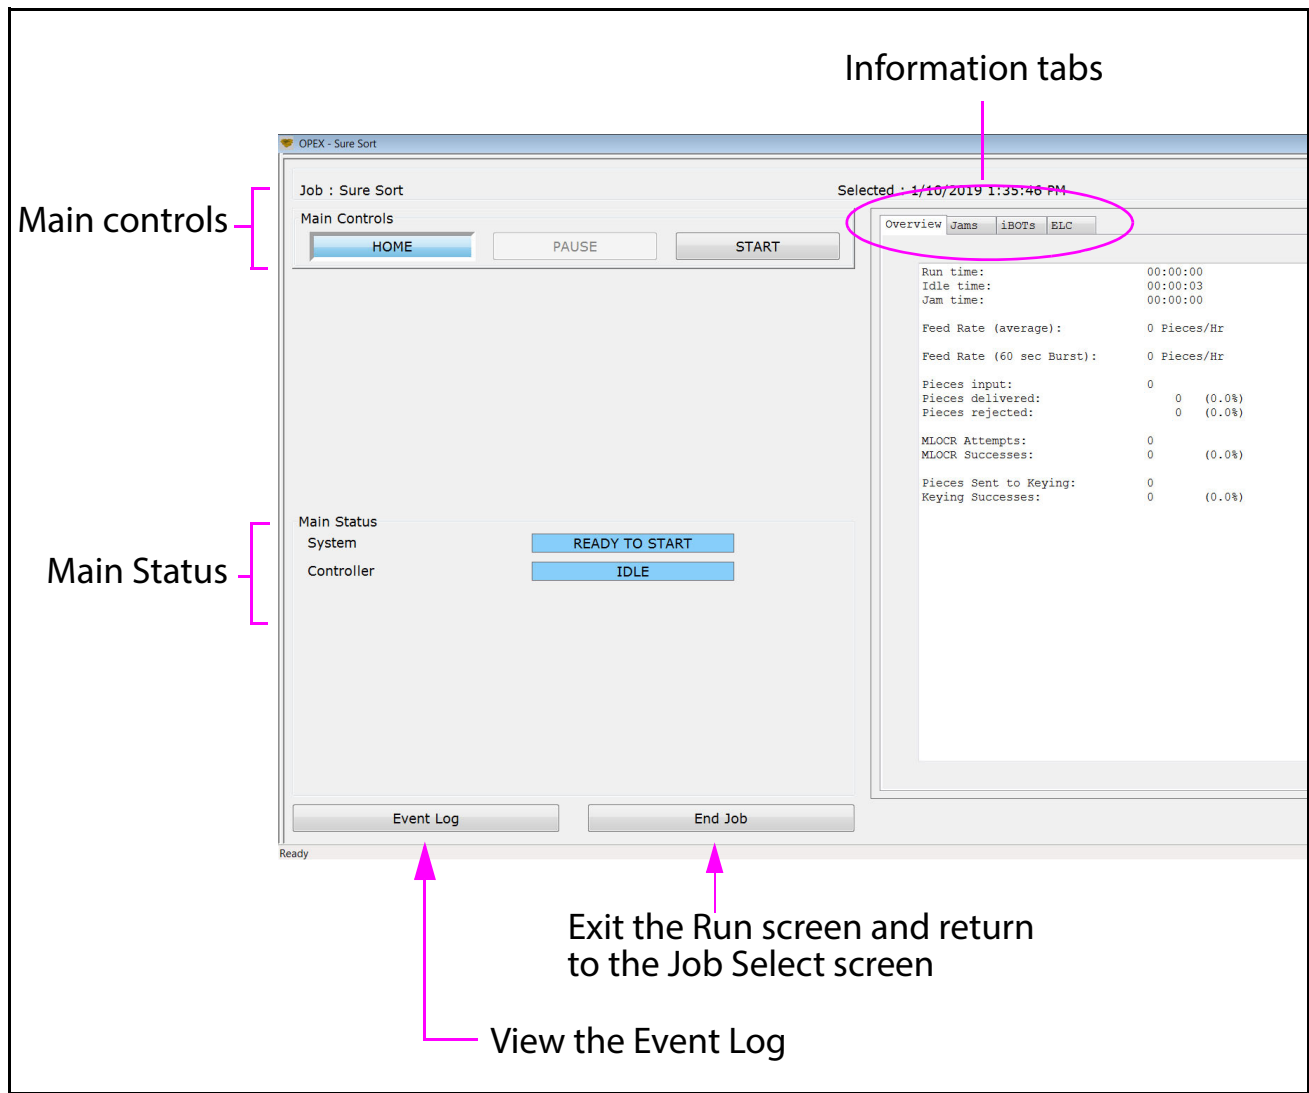 Information tabs
OPEX - Sure Sort
Job : Sure Sort
Selected : 1/10/2019 1:35:46 PM
Main controls
Main Controls
HOME PAUSE START
Overview Jams iBOTs ELC
Run time: 00:00:00
Idle time: 00:00:03
Jam time: 00:00:00
Feed Rate (average): 0 Pieces/Hr
Feed Rate (60 sec Burst): 0 Pieces/Hr
Pieces input: 0
Pieces delivered: 0 (0.0%)
Pieces rejected: 0 (0.0%)
MLOCR Attempts: 0
MLOCR Successes: 0 (0.0%)
Pieces Sent to Keying: 0
Keying Successes: 0 (0.0%)
Main Status
Main Status
System READY TO START
Controller IDLE
Event Log End Job
Ready
Exit the Run screen and return
to the Job Select screen
View the Event Log